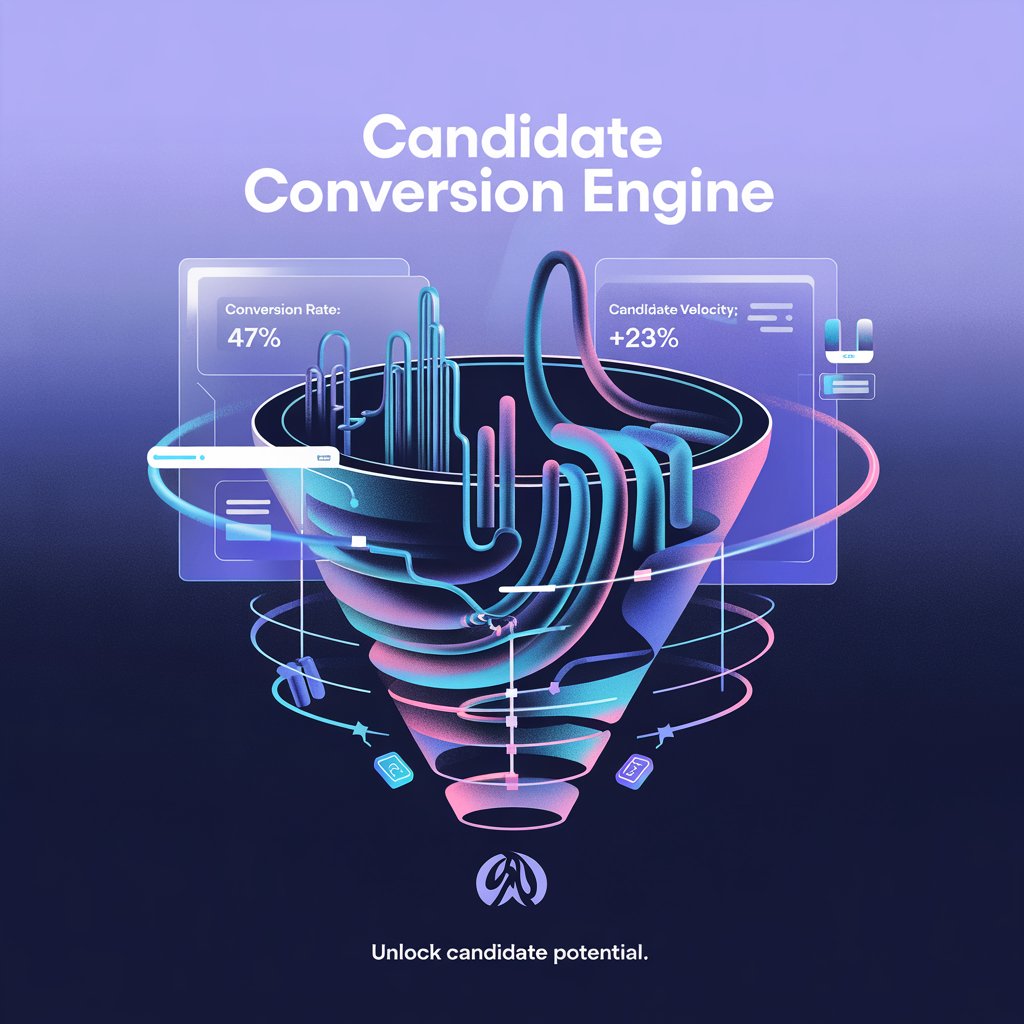 Candidate
Conversion Engine
Conversion Rate:
47%
Candidate Velocity;
+23%
Unlock candidate potential.